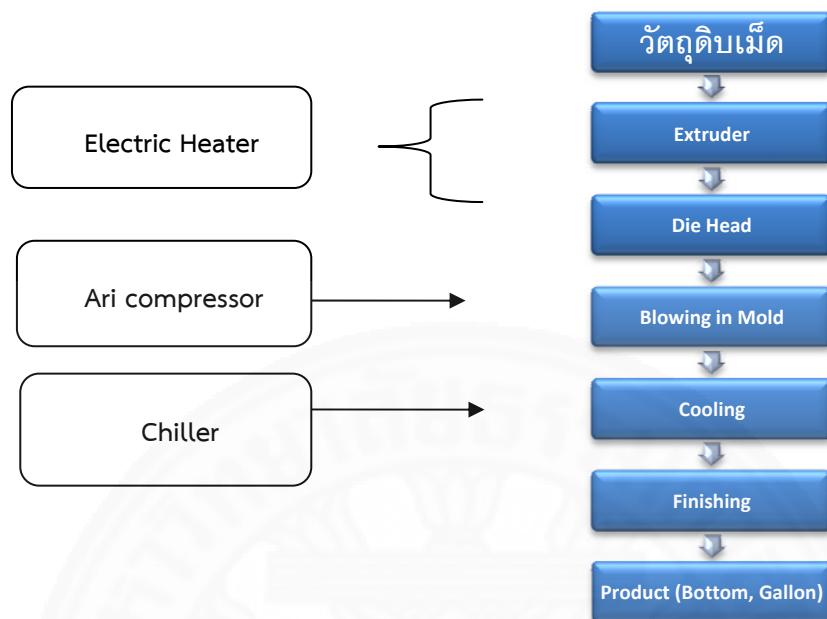 วัตถุดิบเม็ด
Electric Heater
Extruder
Die Head
Ari compressor
Blowing in Mold
Chiller
Cooling
Finishing
Product (Bottom, Gallon)